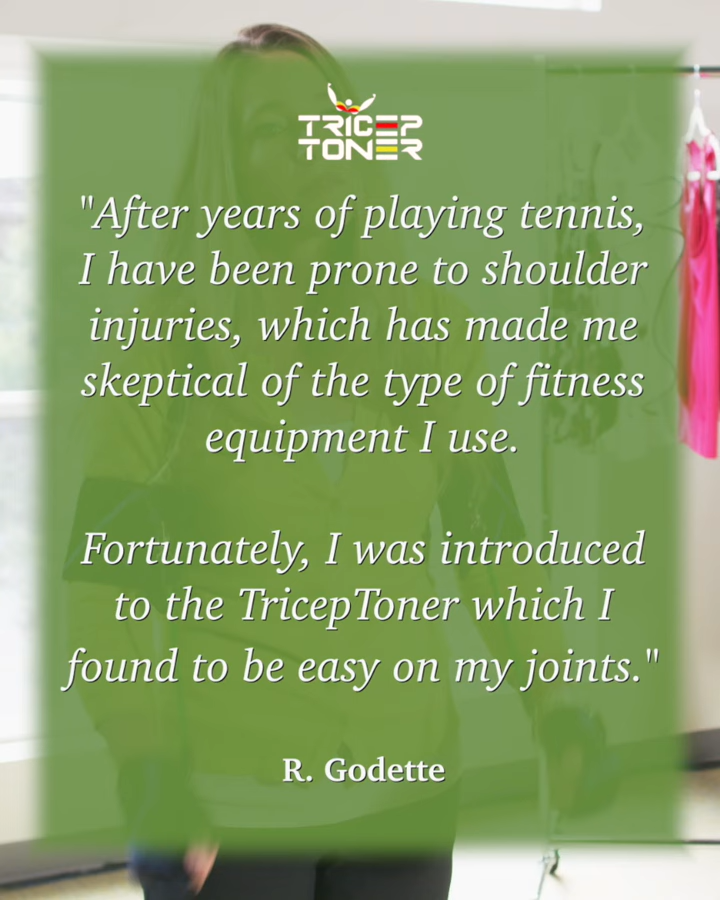 TRICEP
TONER
"After years of playing tennis,
I have been prone to shoulder
injuries, which has made me
skeptical of the type of fitness
equipment I use.
Fortunately, I was introduced
to the TricepToner which I
found to be easy on my joints."
R. Godette